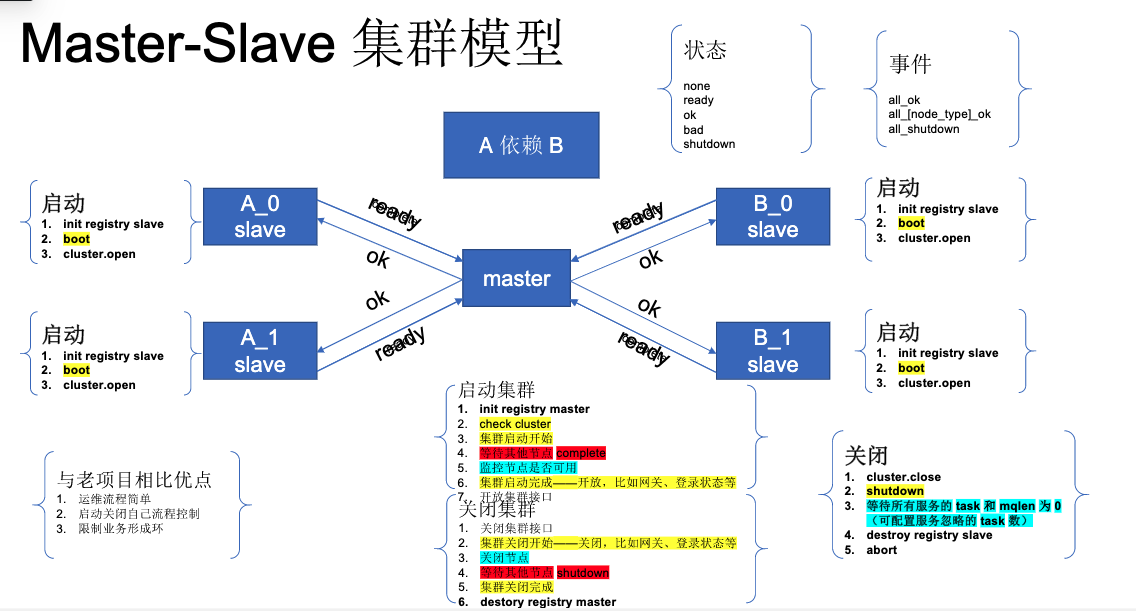 Master-Slave 集群模型
状态
none
ready
ok
bad
shutdown
事件
all_ok
all_[node_type]_ok
all_shutdown
A 依赖 B
启动
1. init registry slave
2. boot
3. cluster.open
A_0
slave
ready
ok
ready
ok
B_0
slave
启动
1. init registry slave
2. boot
3. cluster.open
master
启动
1. init registry slave
2. boot
3. cluster.open
A_1
slave
ok
ready
ok
ready
B_1
slave
启动
1. init registry slave
2. boot
3. cluster.open
启动集群
1. init registry master
2. check cluster
3. 集群启动开始
4. 等待其他节点 complete
5. 监控节点是否可用
6. 集群启动完成——开放，比如网关、登录状态等
7. 开放集群接口
关闭集群
1. 关闭集群接口
2. 集群关闭开始——关闭，比如网关、登录状态等
3. 关闭节点
4. 等待其他节点 shutdown
5. 集群关闭完成
6. destory registry master
与老项目相比优点
1. 运维流程简单
2. 启动关闭自己流程控制
3. 限制业务形成环
关闭
1. cluster.close
2. shutdown
3. 等待所有服务的 task 和 mqlen 为 0
（可配置服务忽略的 task 数）
4. destroy registry slave
5. abort